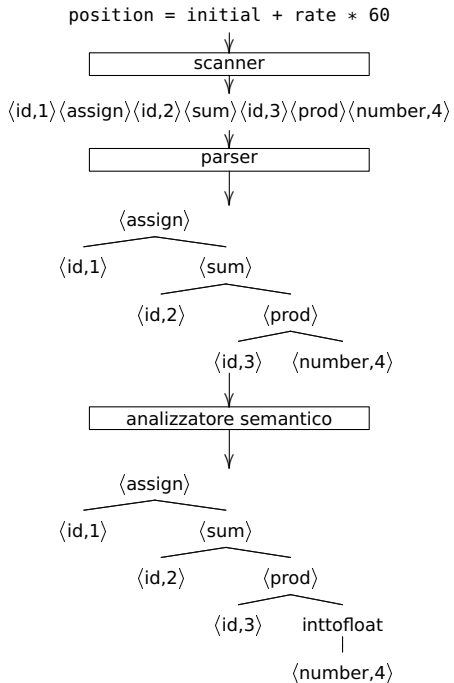 position = initial + rate * 60
scanner
⟨id,1⟩⟨assign⟩⟨id,2⟩⟨sum⟩⟨id,3⟩⟨prod⟩⟨number,4⟩
parser
⟨assign⟩
⟨id,1⟩ ⟨sum⟩
⟨id,2⟩ ⟨prod⟩
⟨id,3⟩ ⟨number,4⟩
analizzatore semantico
⟨assign⟩
⟨id,1⟩ ⟨sum⟩
⟨id,2⟩ ⟨prod⟩
⟨id,3⟩ inttofloat
⟨number,4⟩